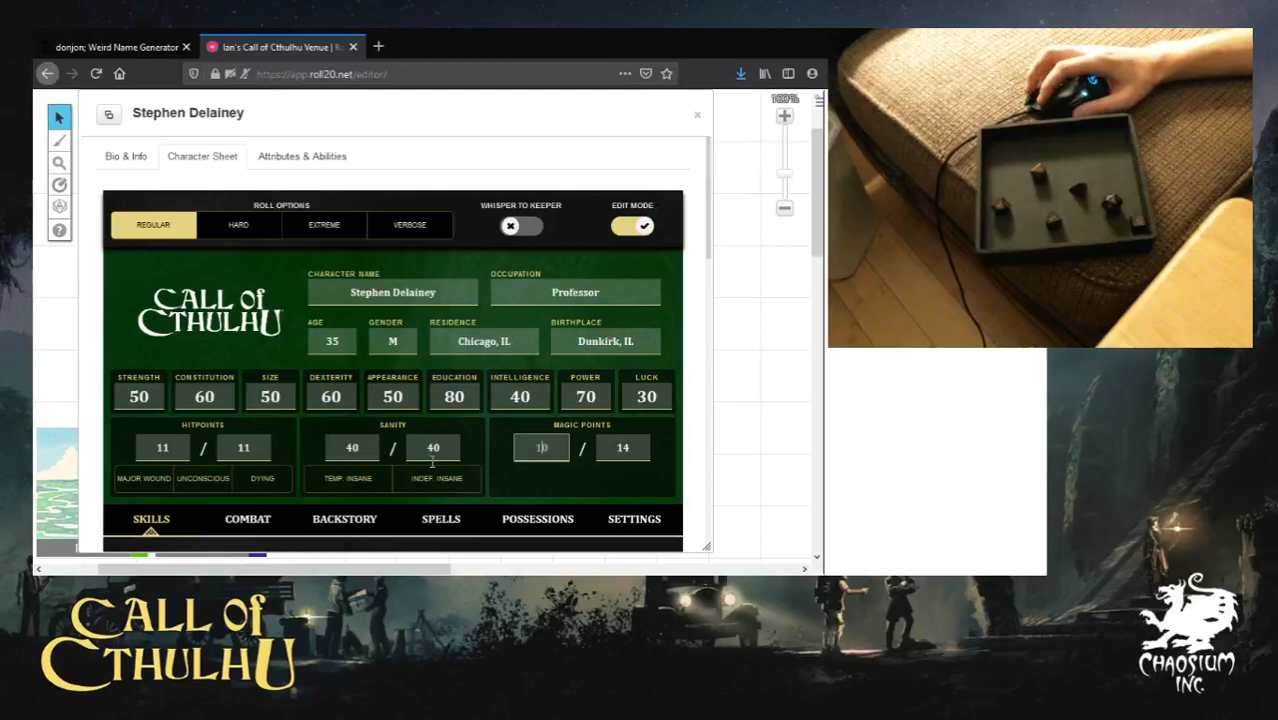 donjon; Weird Name Generator
Ian's Call of Cthulhu Venue | Ro
https://app.roll20.net/editor/
Stephen Delainey
100%
Bio & Info
Character Sheet
Attributes & Abilities
ROLL OPTIONS
WHISPER TO KEEPER
EDIT MODE
REGULAR
HARD
EXTREME
VERBOSE
CALL OF CTHULHU
CHARACTER NAME
OCCUPATION
Stephen Delainey
Professor
AGE
GENDER
RESIDENCE
BIRTHPLACE
35
M
Chicago, IL
Dunkirk, IL
STRENGTH
CONSTITUTION
SIZE
DEXTERITY
APPEARANCE
EDUCATION
INTELLIGENCE
POWER
LUCK
50
60
50
60
50
80
40
70
30
HITPOINTS
SANITY
MAGIC POINTS
11 / 11
40 / 40
10 / 14
MAJOR WOUND
UNCONSCIOUS
DYING
TEMP. INSANE
INDEF. INSANE
SKILLS
COMBAT
BACKSTORY
SPELLS
POSSESSIONS
SETTINGS
CALL OF
CTHULHU
CHAOSIUM
INC.